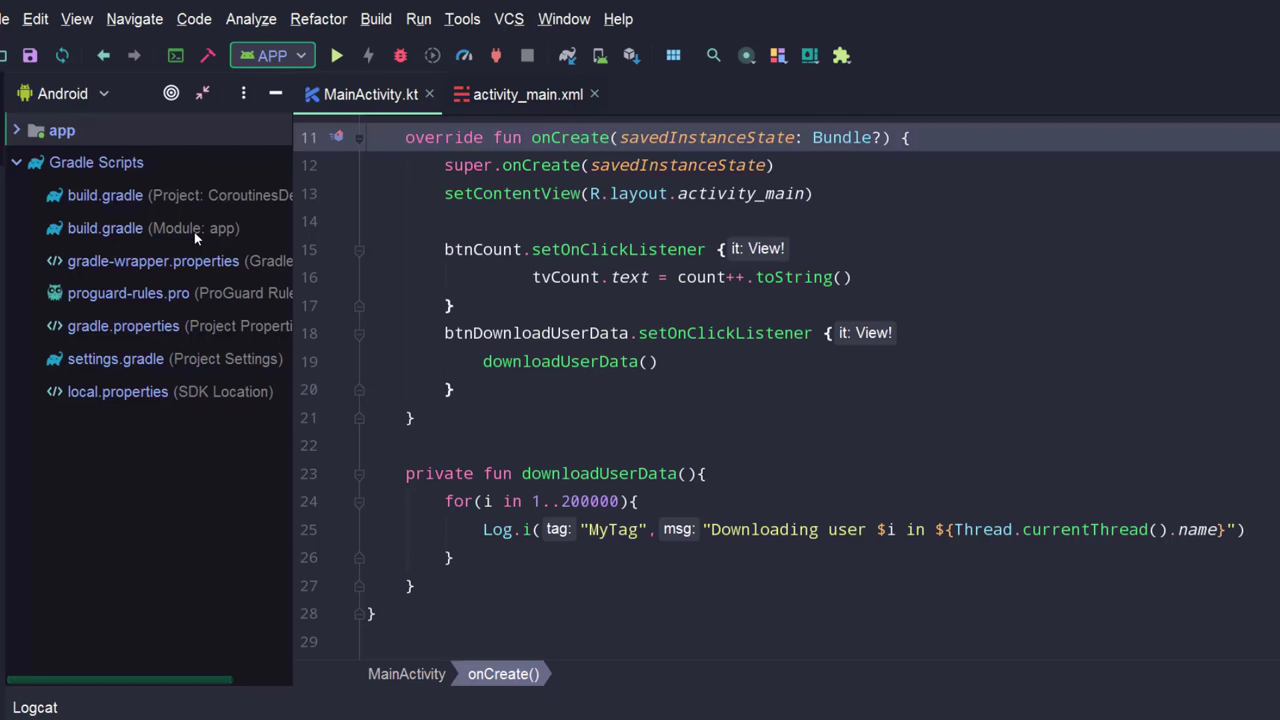 Edit View Navigate Code Analyze Refactor Build Run Tools VCS Window Help
APP
Android
MainActivity.kt
activity_main.xml
app
Gradle Scripts
build.gradle (Project: CoroutinesDe
build.gradle (Module: app)
gradle-wrapper.properties (Gradle
proguard-rules.pro (ProGuard Rule
gradle.properties (Project Properti
settings.gradle (Project Settings)
local.properties (SDK Location)
11 override fun onCreate(savedInstanceState: Bundle?) {
12 super.onCreate(savedInstanceState)
13 setContentView(R.layout.activity_main)
14
15 btnCount.setOnClickListener { it: View!
16 tvCount.text = count++.toString()
17 }
18 btnDownloadUserData.setOnClickListener { it: View!
19 downloadUserData()
20 }
21 }
22
23 private fun downloadUserData(){
24 for(i in 1..200000){
25 Log.i( tag: "MyTag", msg: "Downloading user $i in ${Thread.currentThread().name}")
26 }
27 }
28 }
29
MainActivity
onCreate()
Logcat